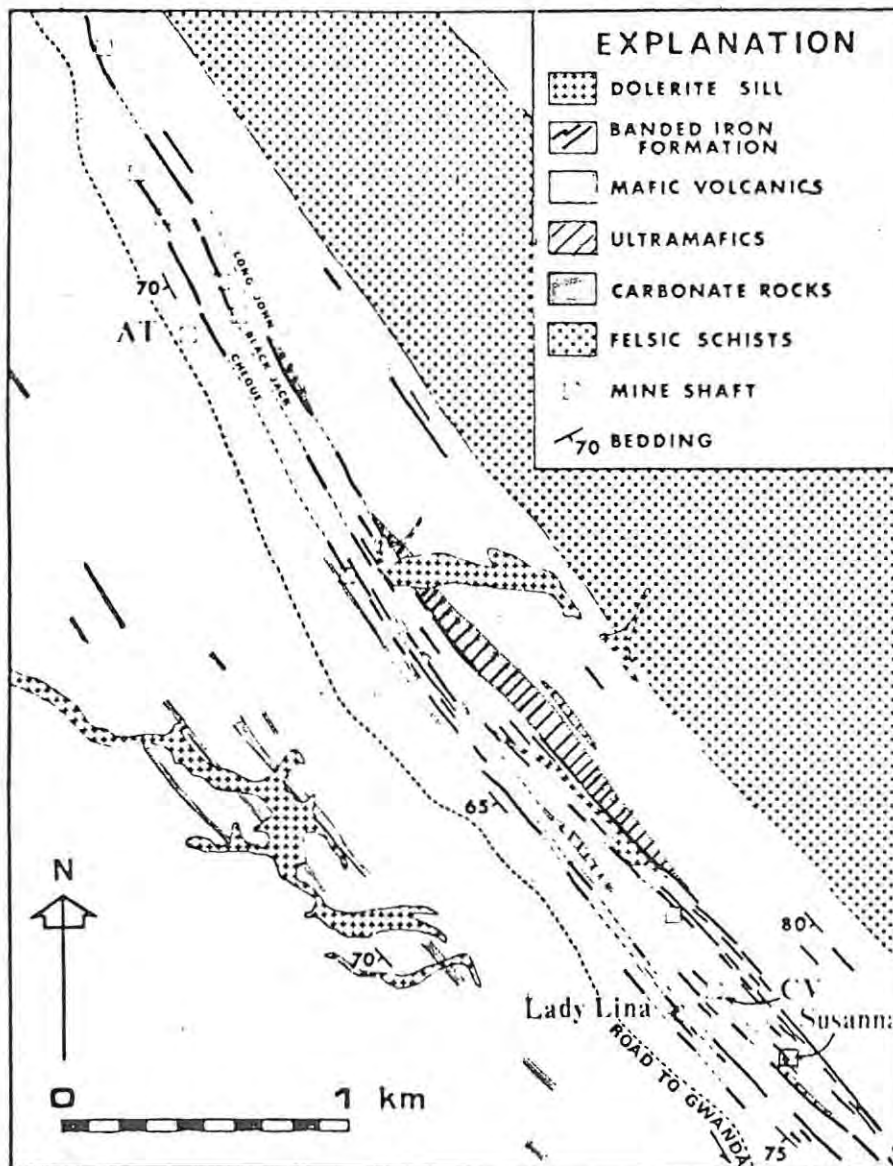 EXPLANATION
DOLERITE SILL
BANDED IRON
FORMATION
MAFIC VOLCANICS
ULTRAMAFICS
CARBONATE ROCKS
FELSIC SCHISTS
MINE SHAFT
70 BEDDING
70
AT
LONG JOHN
BLACK JACK
CHEQUE
65
N
70
80
CV
Lady Lina
Susanna
ROAD TO GWANDA
0 1 km
75